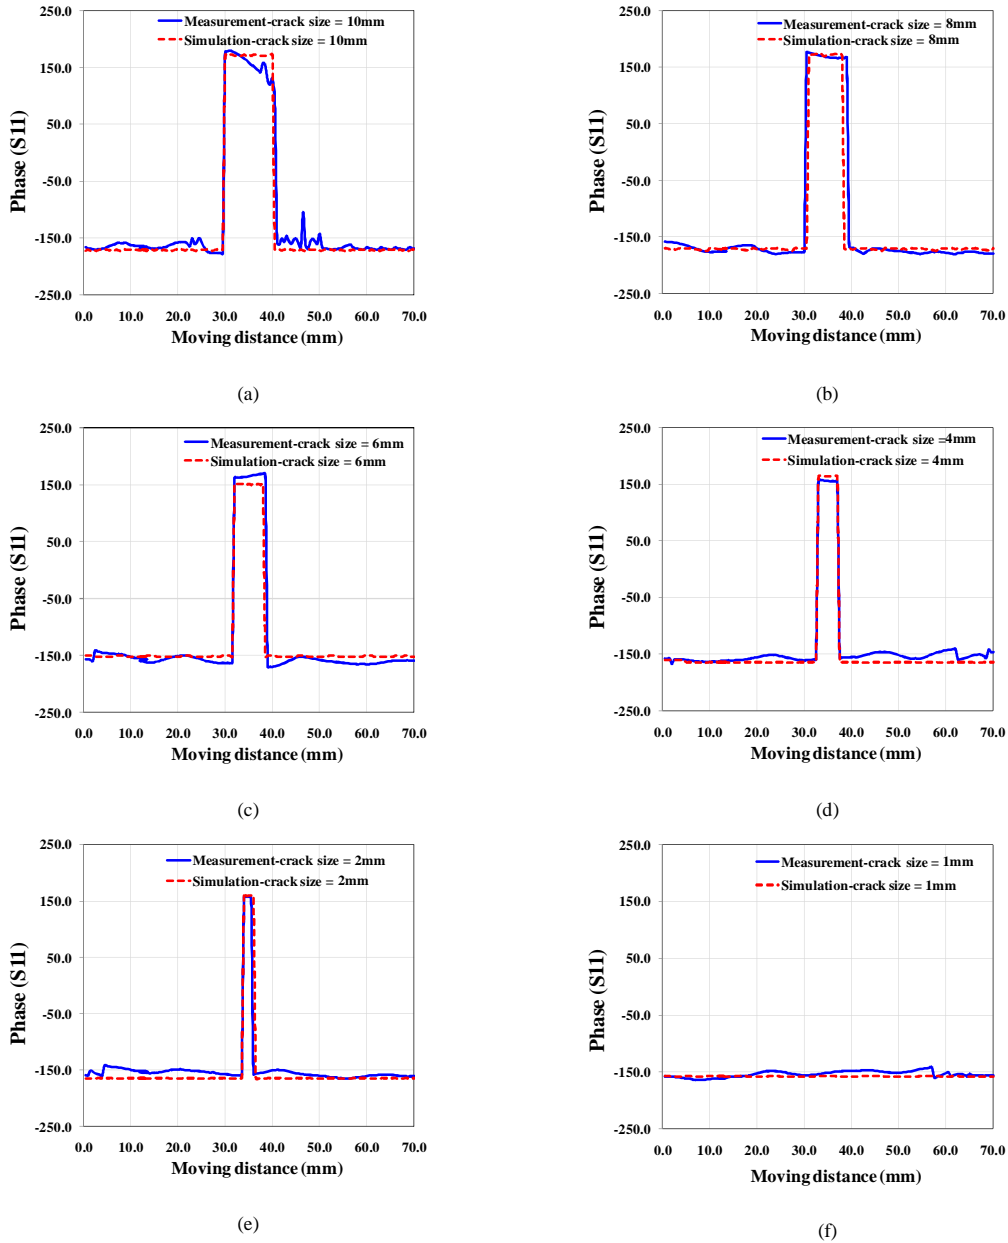 250.0
150.0
50.0
-50.0
-150.0
-250.0
Phase (S11)
Measurement-crack size = 10mm
Simulation-crack size = 10mm
0.0 10.0 20.0 30.0 40.0 50.0 60.0 70.0
Moving distance (mm)
(a)
250.0
150.0
50.0
-50.0
-150.0
-250.0
Phase (S11)
Measurement-crack size = 8mm
Simulation-crack size = 8mm
0.0 10.0 20.0 30.0 40.0 50.0 60.0 70.0
Moving distance (mm)
(b)
250.0
150.0
50.0
-50.0
-150.0
-250.0
Phase (S11)
Measurement-crack size = 6mm
Simulation-crack size = 6mm
0.0 10.0 20.0 30.0 40.0 50.0 60.0 70.0
Moving distance (mm)
(c)
250.0
150.0
50.0
-50.0
-150.0
-250.0
Phase (S11)
Measurement-crack size =4mm
Simulation-crack size = 4mm
0.0 10.0 20.0 30.0 40.0 50.0 60.0 70.0
Moving distance (mm)
(d)
250.0
150.0
50.0
-50.0
-150.0
-250.0
Phase (S11)
Measurement-crack size = 2mm
Simulation-crack size = 2mm
0.0 10.0 20.0 30.0 40.0 50.0 60.0 70.0
Moving distance (mm)
(e)
250.0
150.0
50.0
-50.0
-150.0
-250.0
Phase (S11)
Measurement-crack size = 1mm
Simulation-crack size = 1mm
0.0 10.0 20.0 30.0 40.0 50.0 60.0 70.0
Moving distance (mm)
(f)